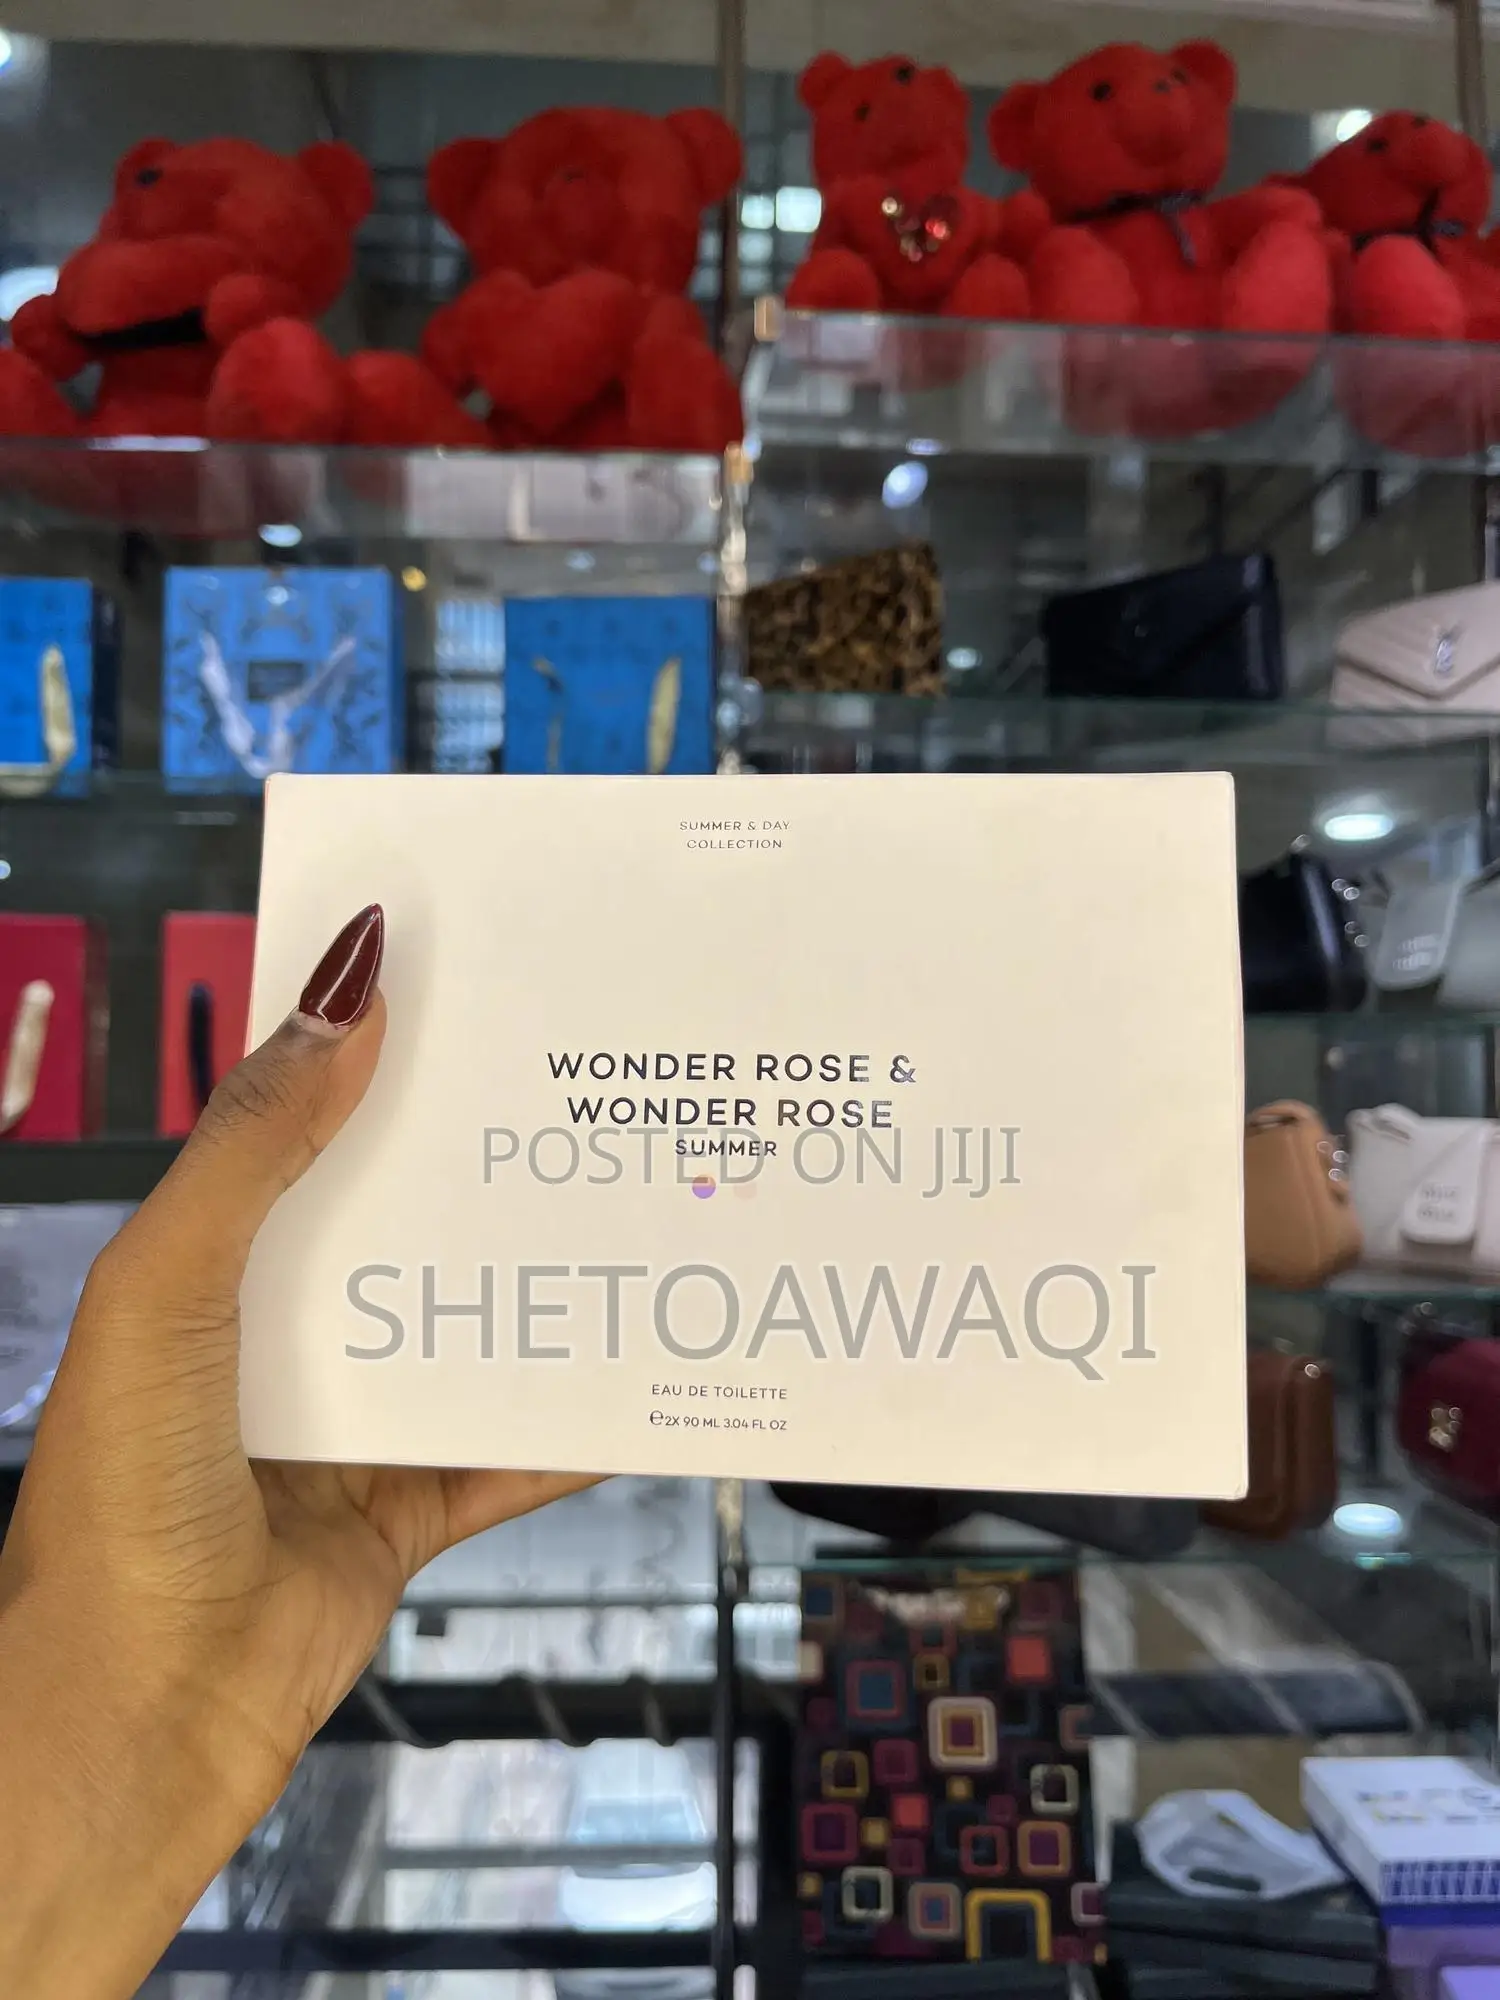 SUMMER & DAY
COLLECTION
WONDER ROSE &
WONDER ROSE
SUMMER
POSTED ON JIJI
SHETOAWAQI
EAU DE TOILETTE
e2X 90 ML 3.04 FL OZ